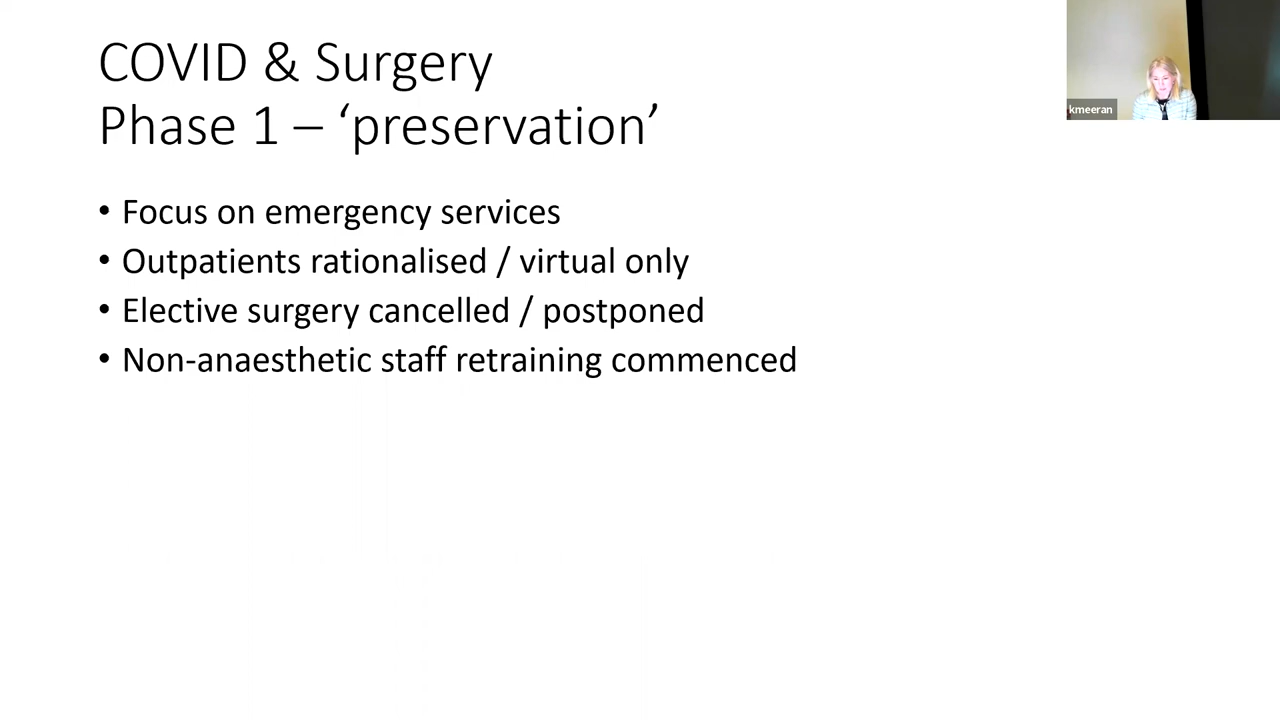 COVID & Surgery
Phase 1 – ‘preservation’
• Focus on emergency services
• Outpatients rationalised / virtual only
• Elective surgery cancelled / postponed
• Non-anaesthetic staff retraining commenced
kmeeran